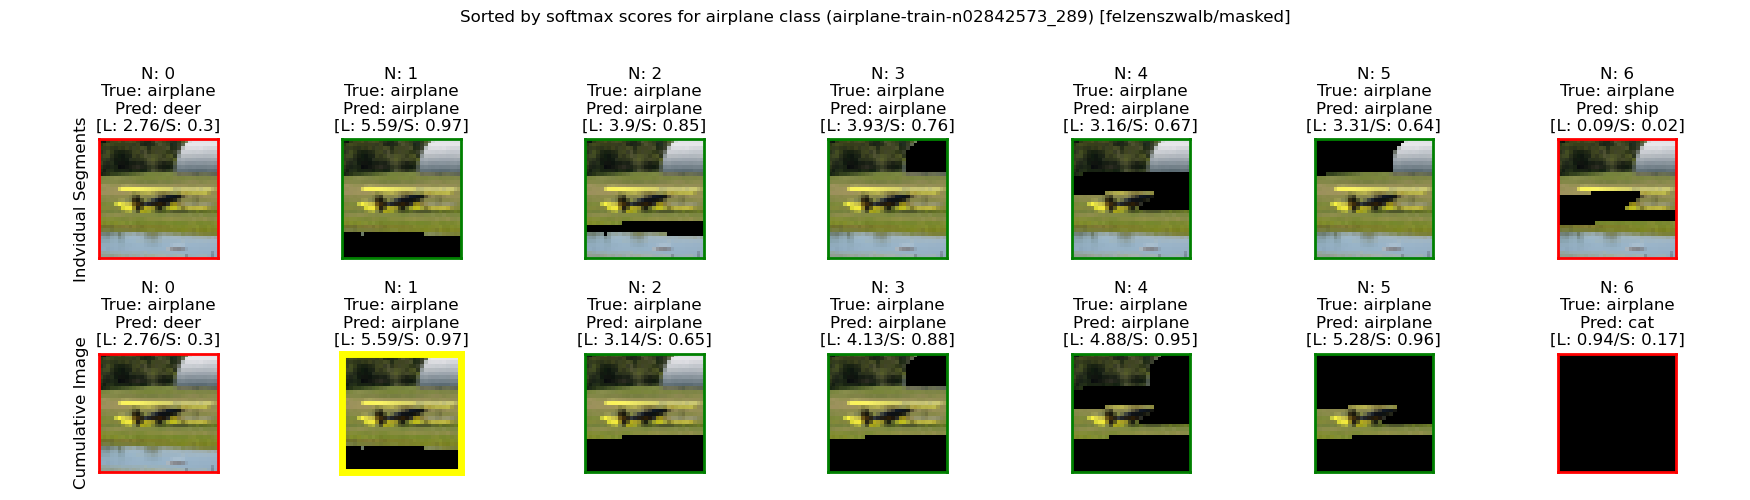 Sorted by softmax scores for airplane class (airplane-train-n02842573_289) [felzenszwalb/masked]
Indvidual Segments
N: 0
True: airplane
Pred: deer
[L: 2.76/S: 0.3]
N: 1
True: airplane
Pred: airplane
[L: 5.59/S: 0.97]
N: 2
True: airplane
Pred: airplane
[L: 3.9/S: 0.85]
N: 3
True: airplane
Pred: airplane
[L: 3.93/S: 0.76]
N: 4
True: airplane
Pred: airplane
[L: 3.16/S: 0.67]
N: 5
True: airplane
Pred: airplane
[L: 3.31/S: 0.64]
N: 6
True: airplane
Pred: ship
[L: 0.09/S: 0.02]
Cumulative Image
N: 0
True: airplane
Pred: deer
[L: 2.76/S: 0.3]
N: 1
True: airplane
Pred: airplane
[L: 5.59/S: 0.97]
N: 2
True: airplane
Pred: airplane
[L: 3.14/S: 0.65]
N: 3
True: airplane
Pred: airplane
[L: 4.13/S: 0.88]
N: 4
True: airplane
Pred: airplane
[L: 4.88/S: 0.95]
N: 5
True: airplane
Pred: airplane
[L: 5.28/S: 0.96]
N: 6
True: airplane
Pred: cat
[L: 0.94/S: 0.17]